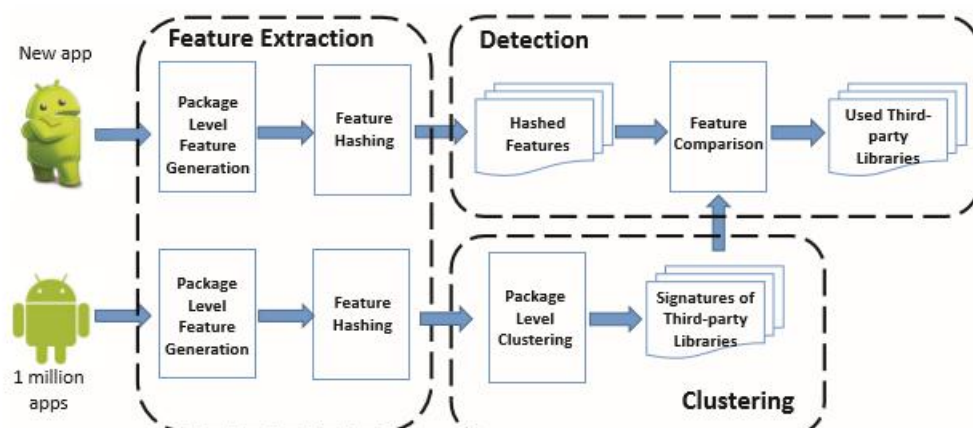 Feature Extraction
Detection
New app
Package
Level
Feature
Generation
Feature
Hashing
Hashed
Features
Feature
Comparison
Used Third-
party
Libraries
1 million
apps
Package
Level
Feature
Generation
Feature
Hashing
Package
Level
Clustering
Signatures of
Third-party
Libraries
Clustering